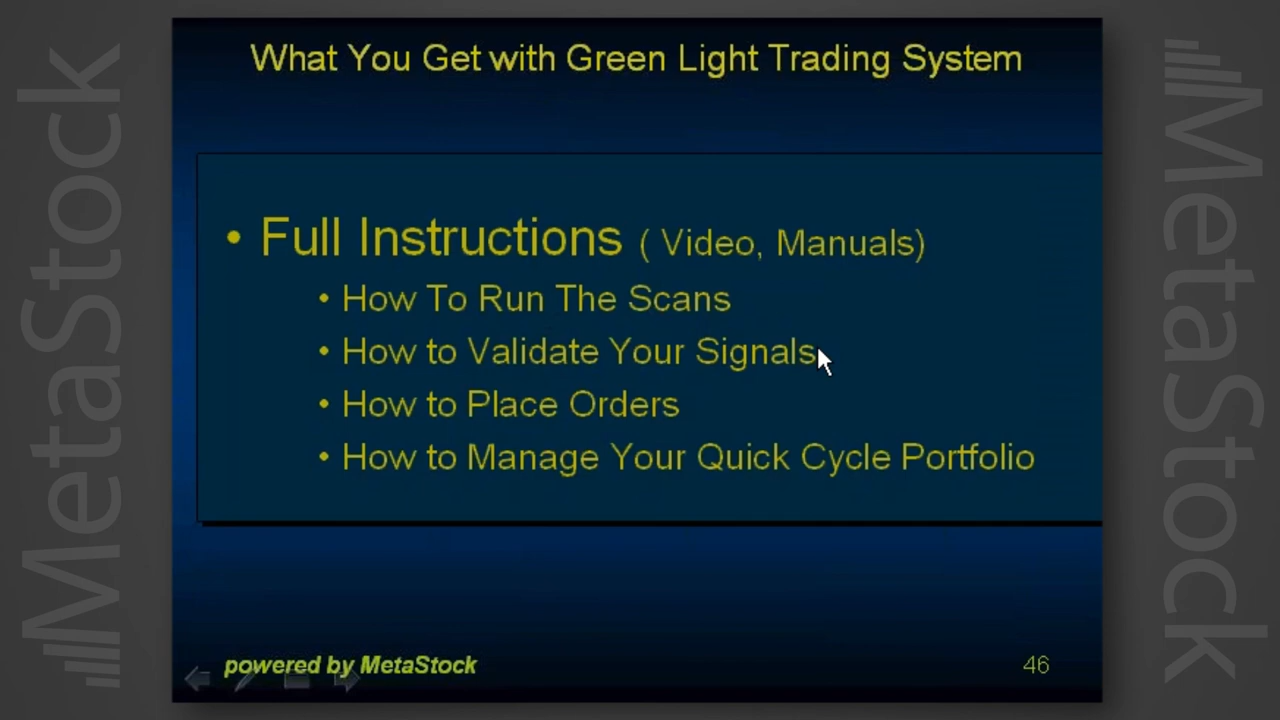 What You Get with Green Light Trading System
• Full Instructions ( Video, Manuals)
• How To Run The Scans
• How to Validate Your Signals
• How to Place Orders
• How to Manage Your Quick Cycle Portfolio
powered by MetaStock
46
MetaStock
MetaStock